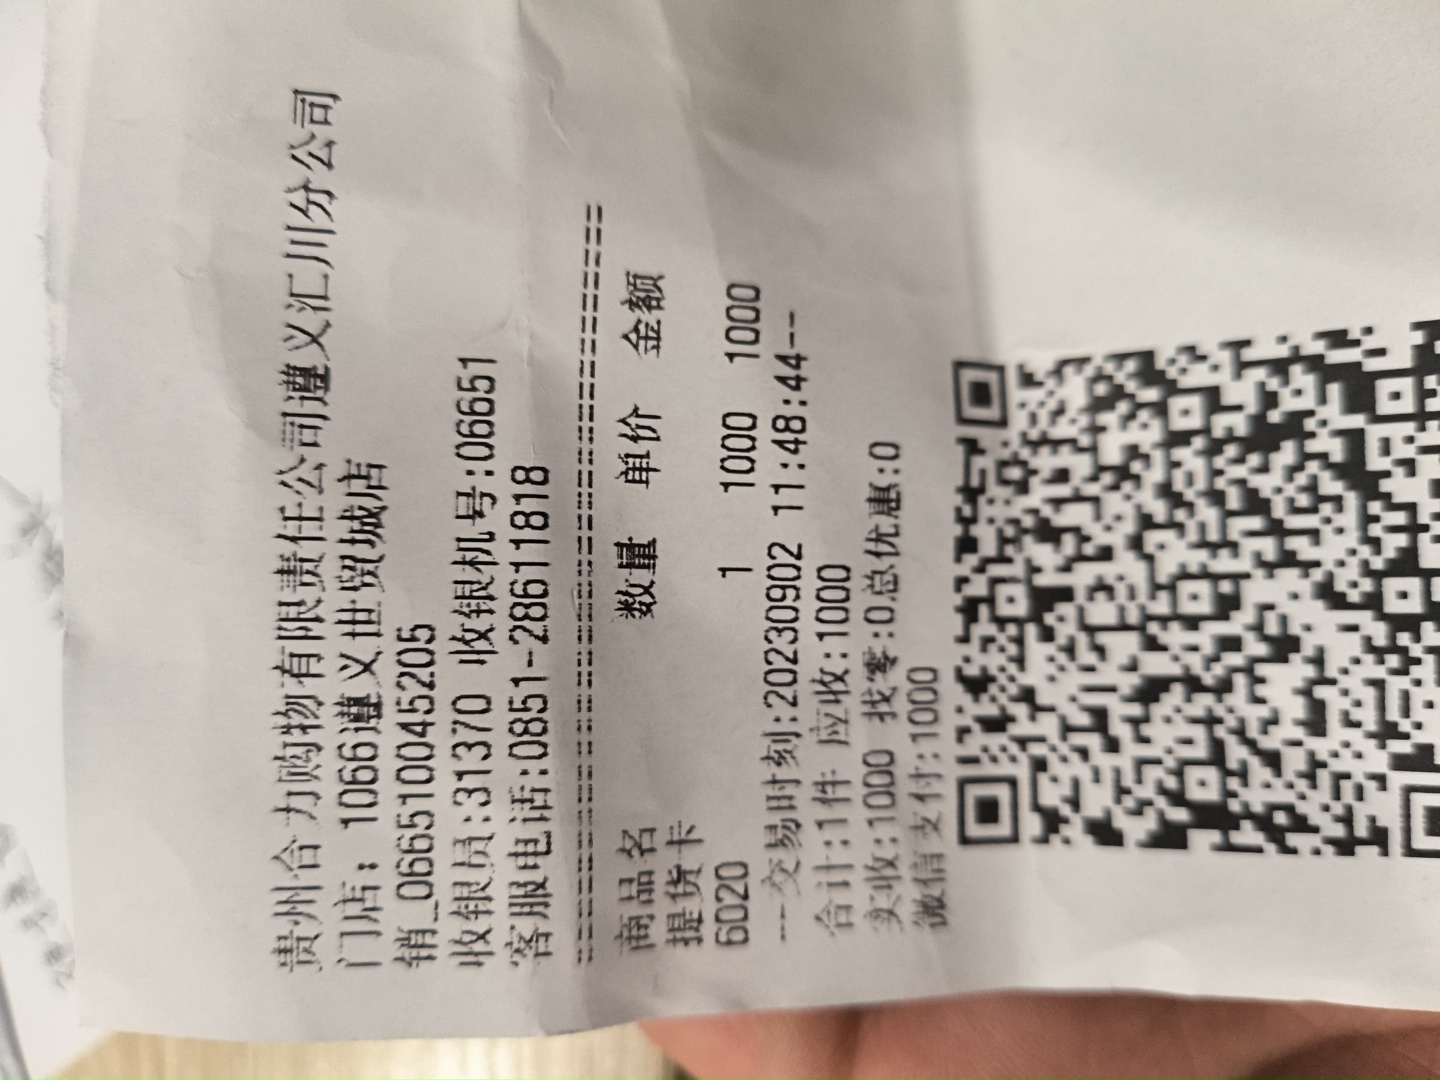 贵州合力购物有限责任公司遵义汇川分公司
门店：1066遵义世贸城店
销_0665100452​05
收银员:31370 收银机号:06651
客服电话:0851-28611818
================================
商品名 数量 单价 金额
提货卡
6020 1 1000 1000
---交易时刻:20230902 11:48:44--
合计:1件 应收:1000
实收:1000 找零:0总优惠:0
微信支付:1000